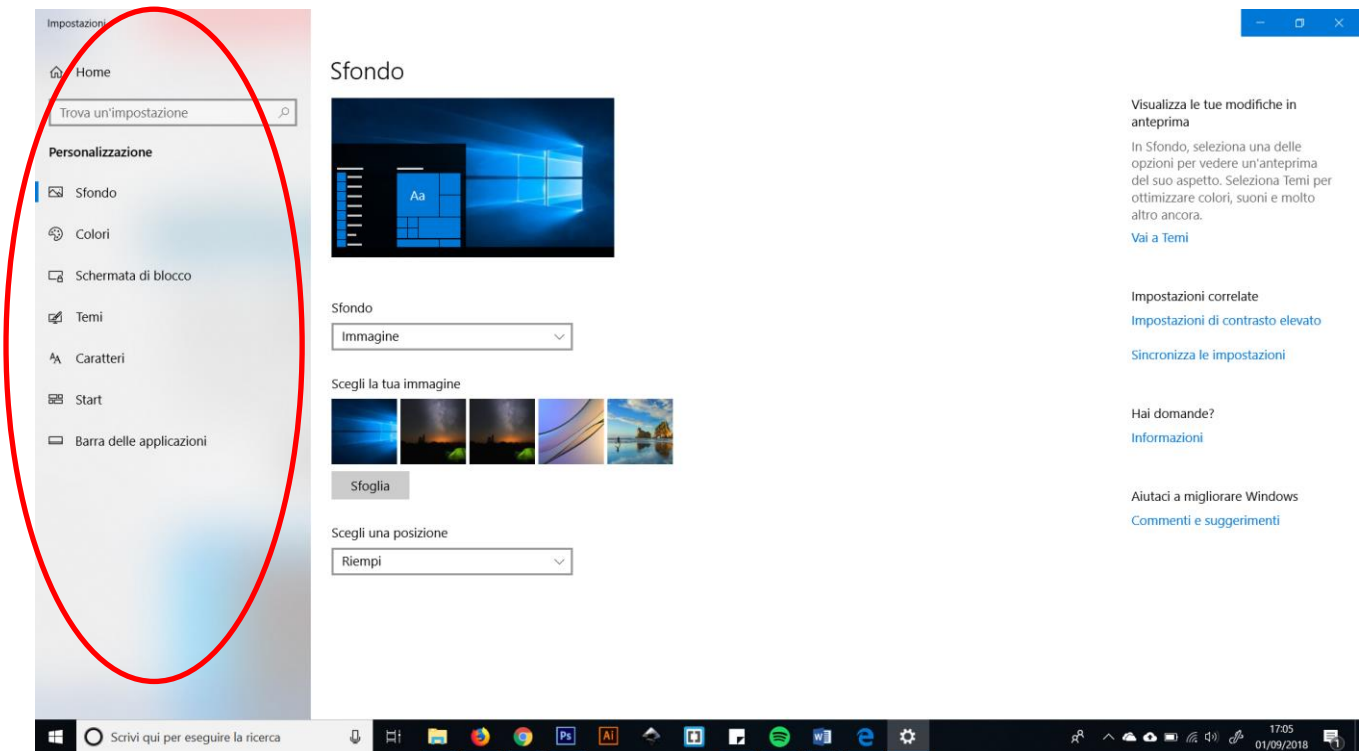 Impostazioni
Home
Trova un'impostazione
Personalizzazione
Sfondo
Colori
Schermata di blocco
Temi
Caratteri
Start
Barra delle applicazioni
Sfondo
Aa
Sfondo
Immagine
Scegli la tua immagine
Sfoglia
Scegli una posizione
Riempi
Visualizza le tue modifiche in
anteprima
In Sfondo, seleziona una delle
opzioni per vedere un'anteprima
del suo aspetto. Seleziona Temi per
ottimizzare colori, suoni e molto
altro ancora.
Vai a Temi
Impostazioni correlate
Impostazioni di contrasto elevato
Sincronizza le impostazioni
Hai domande?
Informazioni
Aiutaci a migliorare Windows
Commenti e suggerimenti
Scrivi qui per eseguire la ricerca
Ps
Ai
17:05
01/09/2018